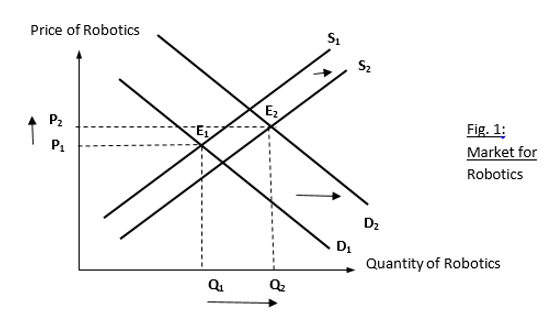 Price of Robotics
S1
S2
P2
E2
E1
P1
Fig. 1:
Market for
Robotics
D2
D1
Quantity of Robotics
Q1
Q2